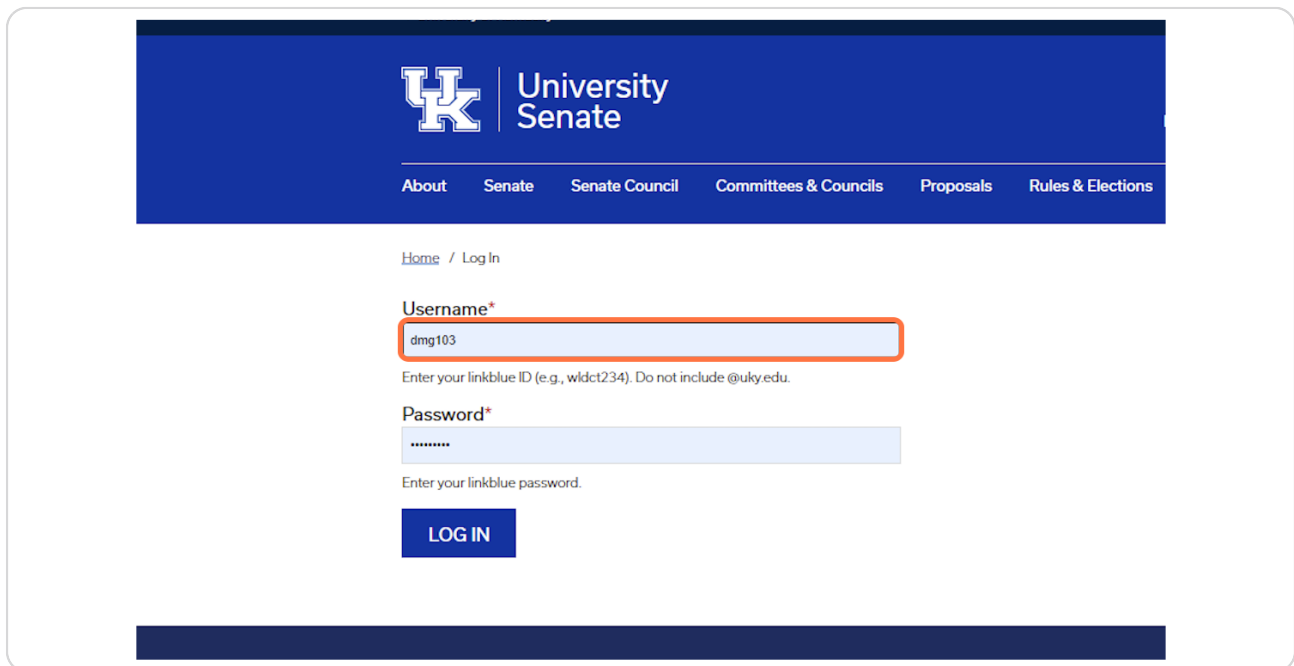 UK
University
Senate
About Senate Senate Council Committees & Councils Proposals Rules & Elections
Home / Log In
Username*
dmg103
Enter your linkblue ID (e.g., wldct234). Do not include @uky.edu.
Password*
•••••••••
Enter your linkblue password.
LOG IN